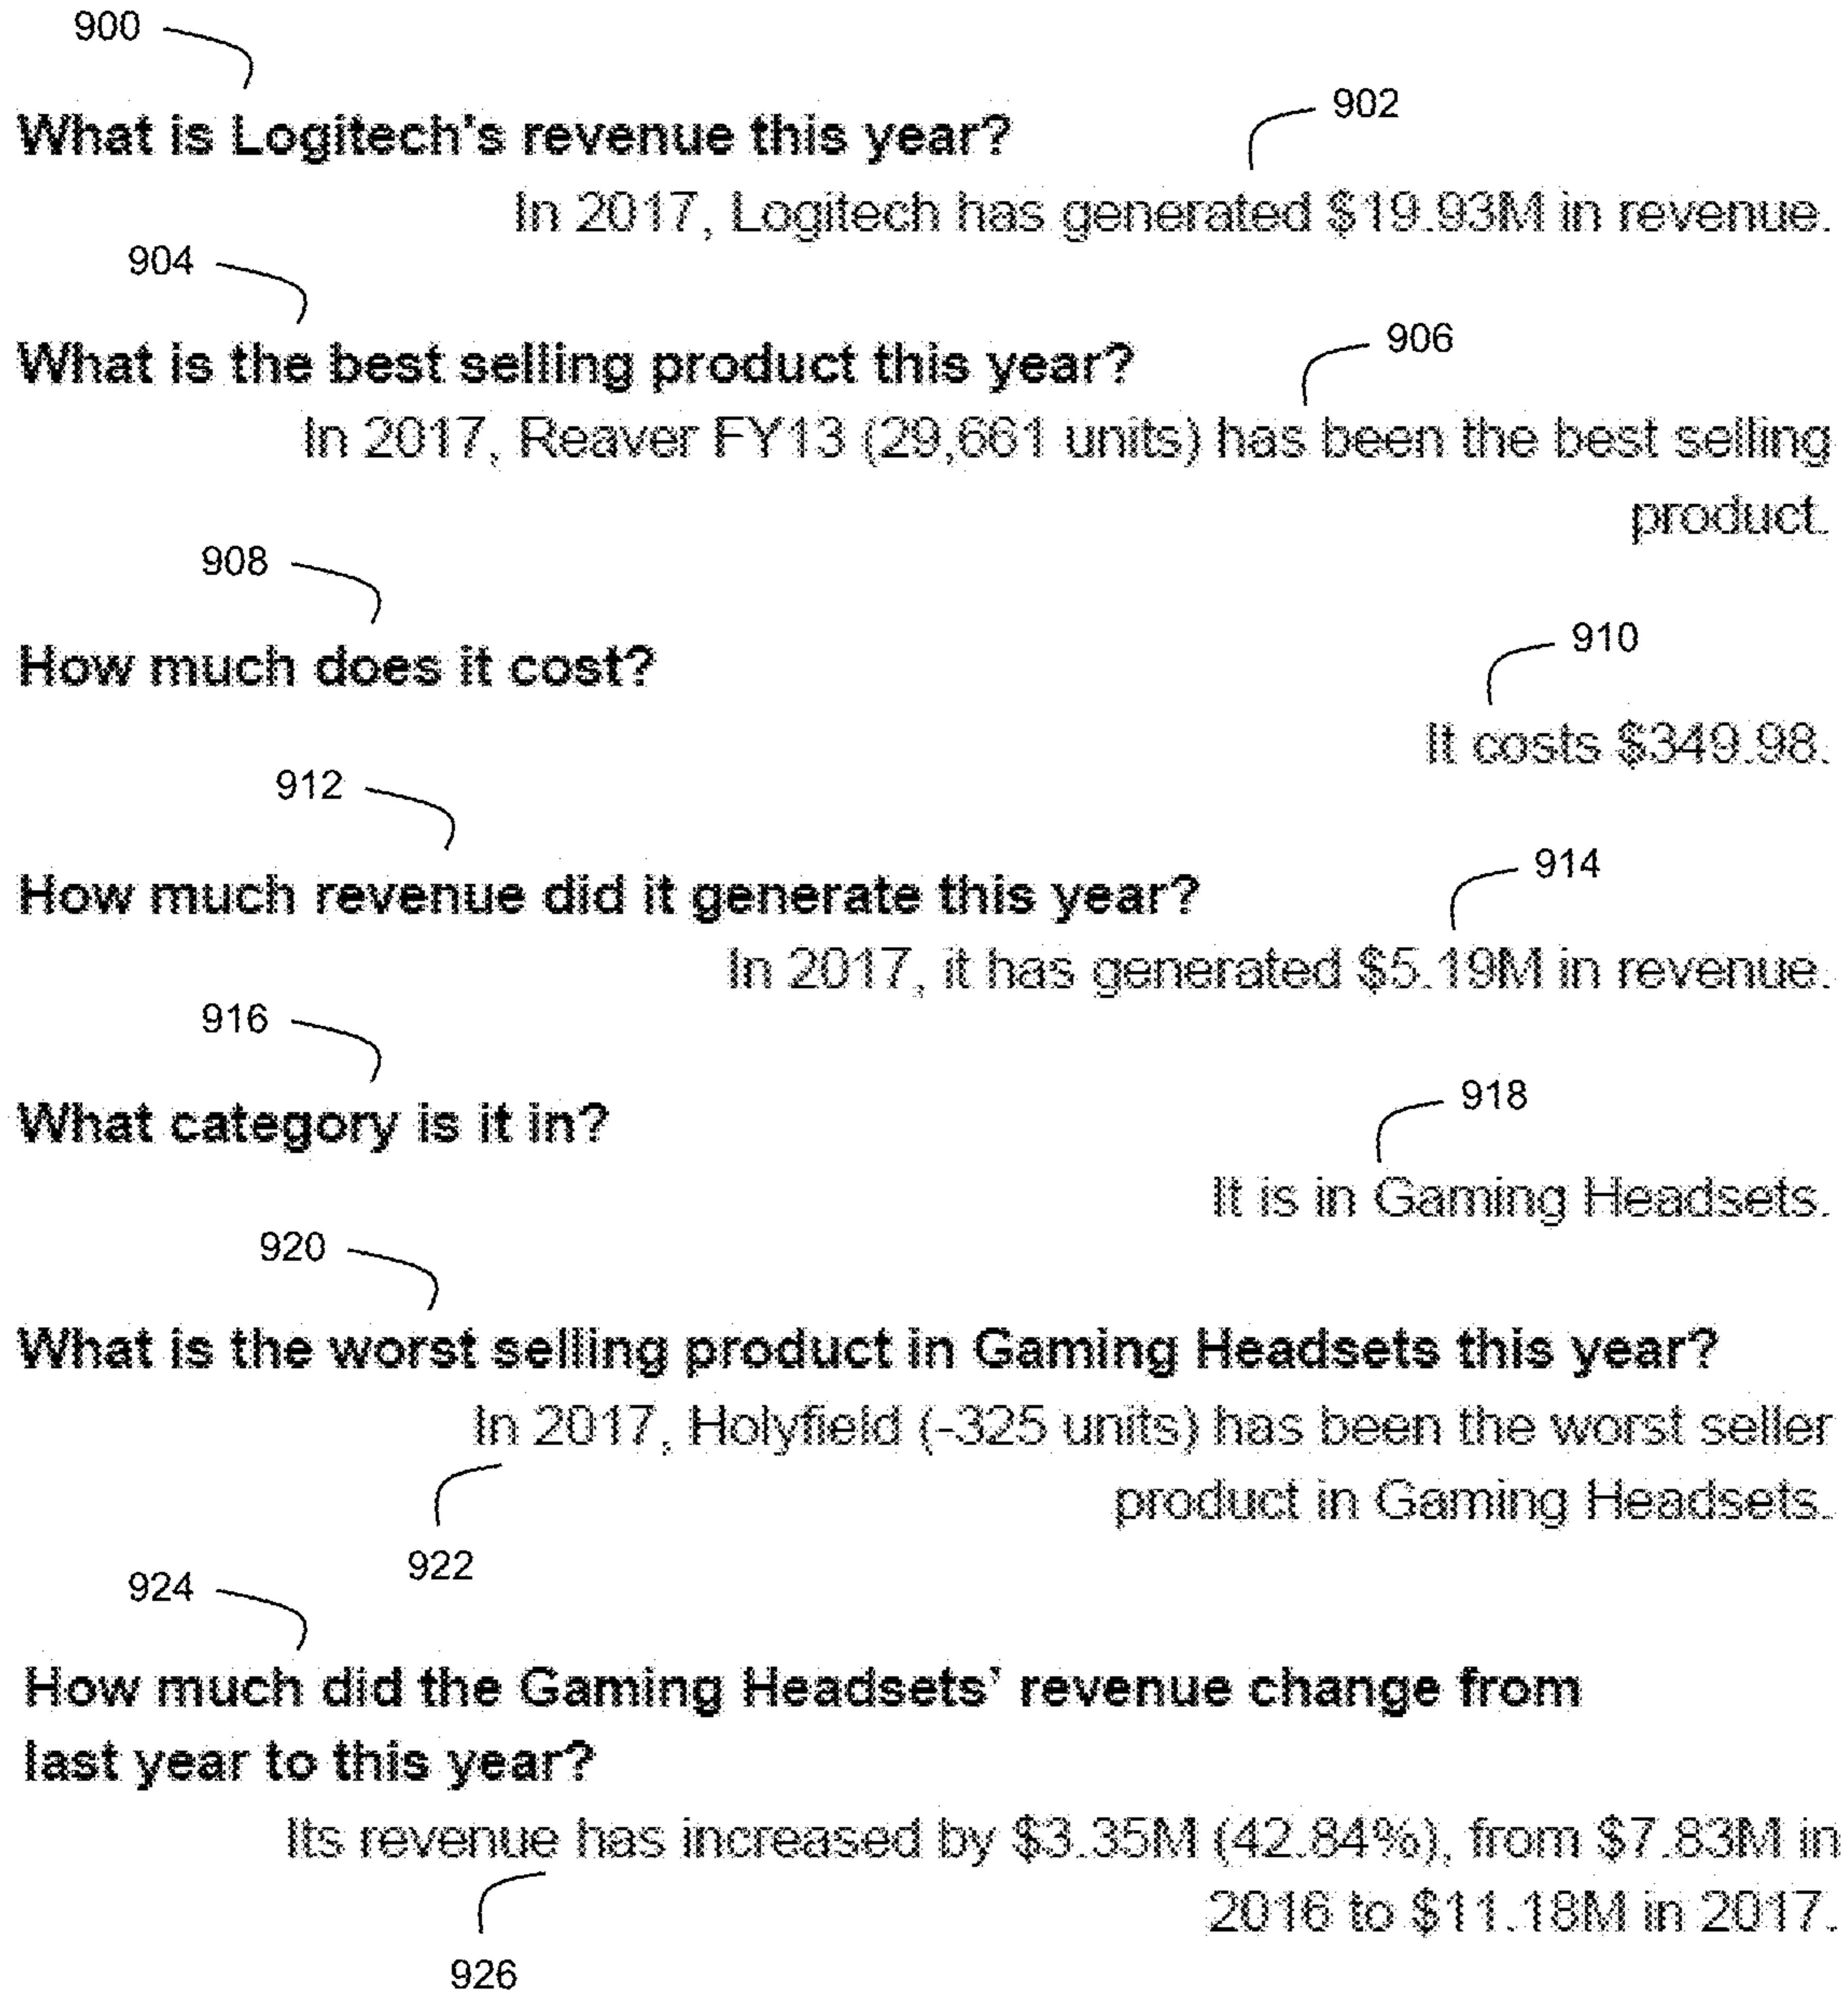 900
What is Logitech's revenue this year?
902
In 2017, Logitech has generated $19.93M in revenue.
904
What is the best selling product this year?
906
In 2017, Reaver FY13 (29,661 units) has been the best selling
product.
908
How much does it cost?
910
It costs $349.98.
912
How much revenue did it generate this year?
914
In 2017, it has generated $5.19M in revenue.
916
What category is it in?
918
It is in Gaming Headsets.
920
What is the worst selling product in Gaming Headsets this year?
In 2017, Holyfield (-325 units) has been the worst seller
product in Gaming Headsets.
922
924
How much did the Gaming Headsets' revenue change from
last year to this year?
Its revenue has increased by $3.35M (42.84%), from $7.83M in
2016 to $11.18M in 2017.
926